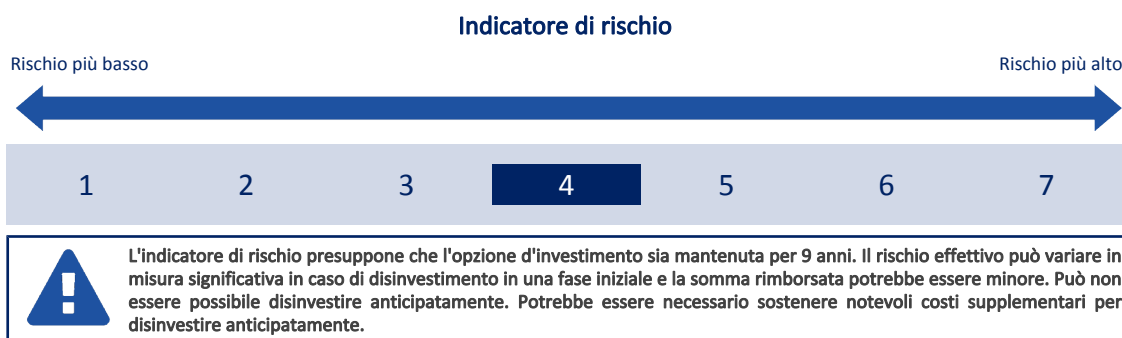 Indicatore di rischio
Rischio più basso Rischio più alto
1 2 3 4 5 6 7
L'indicatore di rischio presuppone che l'opzione d'investimento sia mantenuta per 9 anni. Il rischio effettivo può variare in
misura significativa in caso di disinvestimento in una fase iniziale e la somma rimborsata potrebbe essere minore. Può non
essere possibile disinvestire anticipatamente. Potrebbe essere necessario sostenere notevoli costi supplementari per
disinvestire anticipatamente.